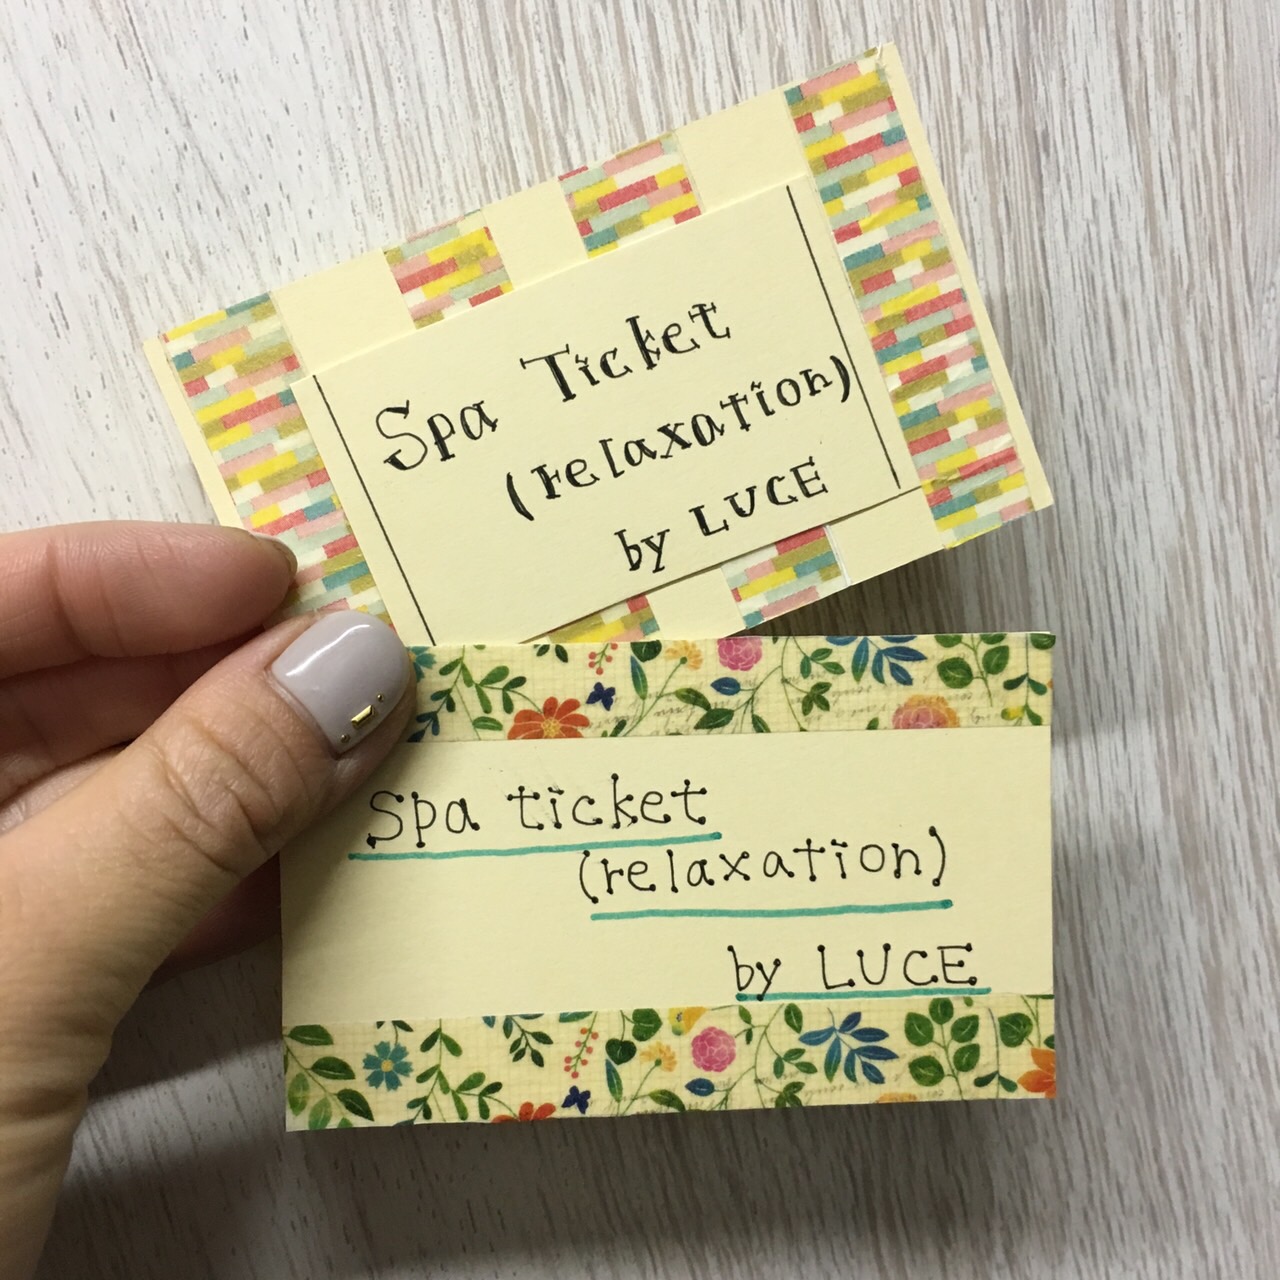 Spa Ticket
(relaxation)
by LUCE
Spa ticket
(relaxation)
by LUCE